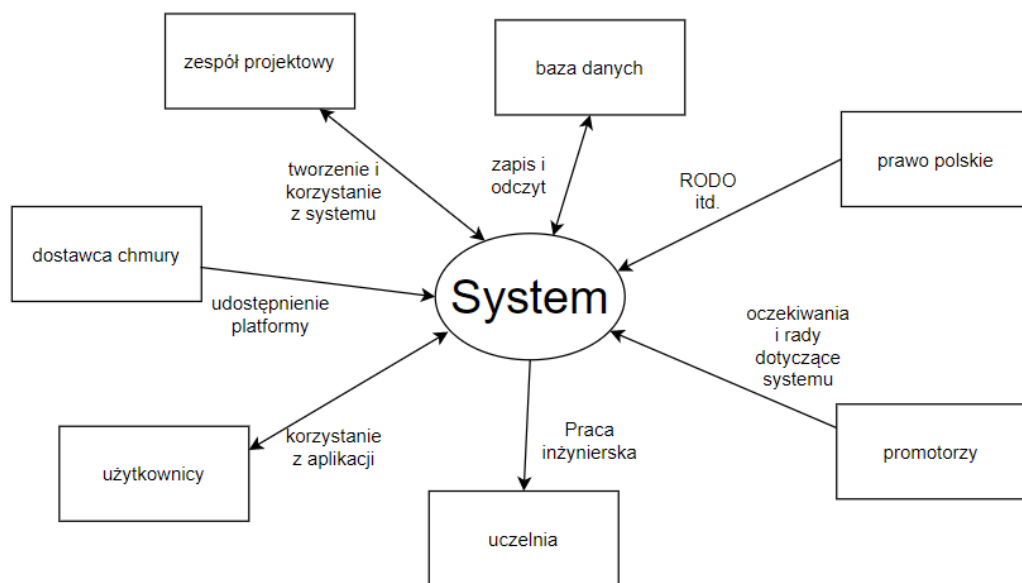 zespół projektowy
baza danych
prawo polskie
tworzenie i
korzystanie
z systemu
zapis i
odczyt
RODO
itd.
dostawca chmury
System
udostępnienie
platformy
oczekiwania
i rady
dotyczące
systemu
użytkownicy
korzystanie
z aplikacji
Praca
inżynierska
promotorzy
uczelnia